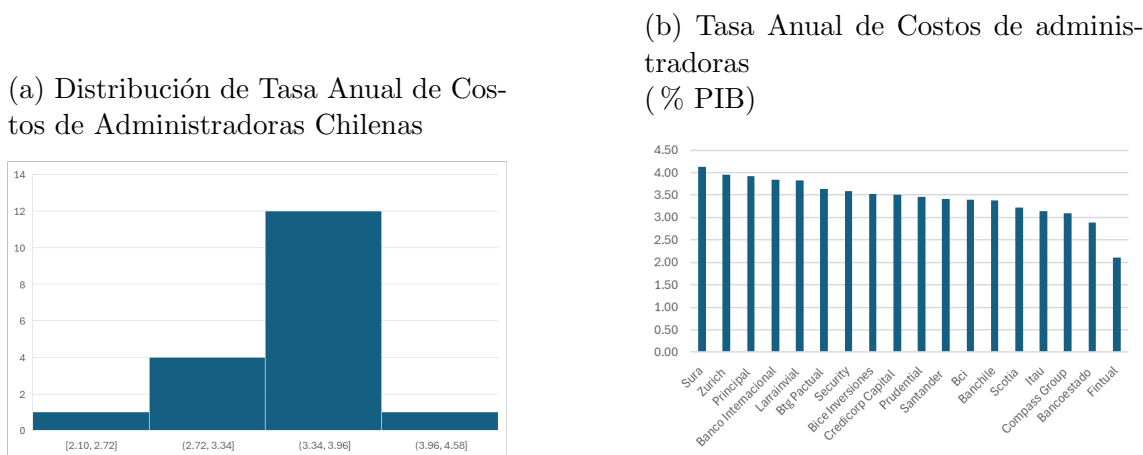 (a) Distribución de Tasa Anual de Cos-
tos de Administradoras Chilenas
14
12
10
8
6
4
2
0
[2.10, 2.72]
(2.72, 3.34]
(3.34, 3.96]
(3.96, 4.58]
(b) Tasa Anual de Costos de adminis-
tradoras
( % PIB)
4.50
4.00
3.50
3.00
2.50
2.00
1.50
1.00
0.50
0.00
Sura
Zurich
Principal
Banco Internacional
Larrainvial
Btg Pactual
Security
Bice Inversiones
Credicorp Capital
Prudential
Santander
Bci
Banchile
Scotia
Itau
Compass Group
Bancoestado
Fintual